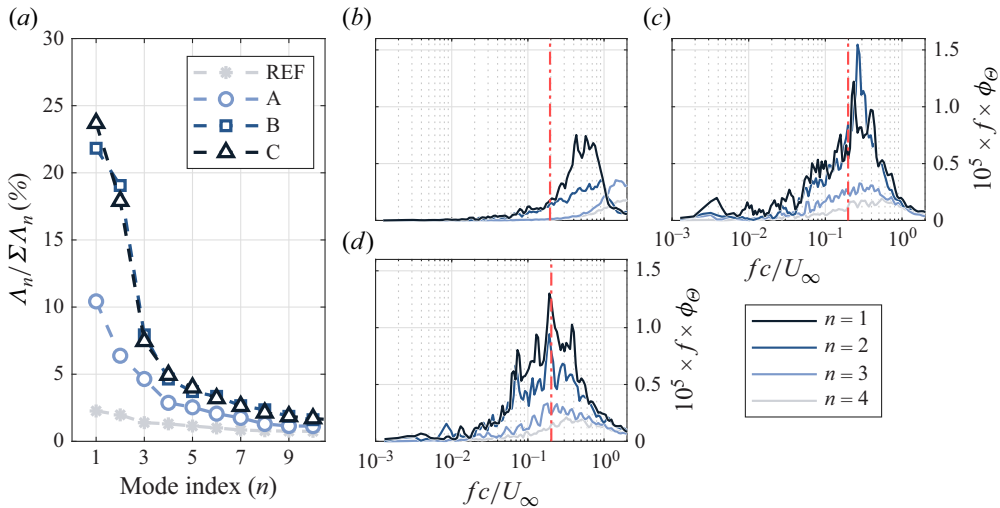 (a)
30
25
20
15
10
5
0
Λn / ΣΛn (%)
1 3 5 7 9
Mode index (n)
REF
A
B
C
(b)
(c)
1.5
1.0
0.5
0
10^5 × f × ϕΘ
10^−3 10^−2 10^−1 10^0
fc/U∞
(d)
1.5
1.0
0.5
0
10^5 × f × ϕΘ
10^−3 10^−2 10^−1 10^0
fc/U∞
n = 1
n = 2
n = 3
n = 4